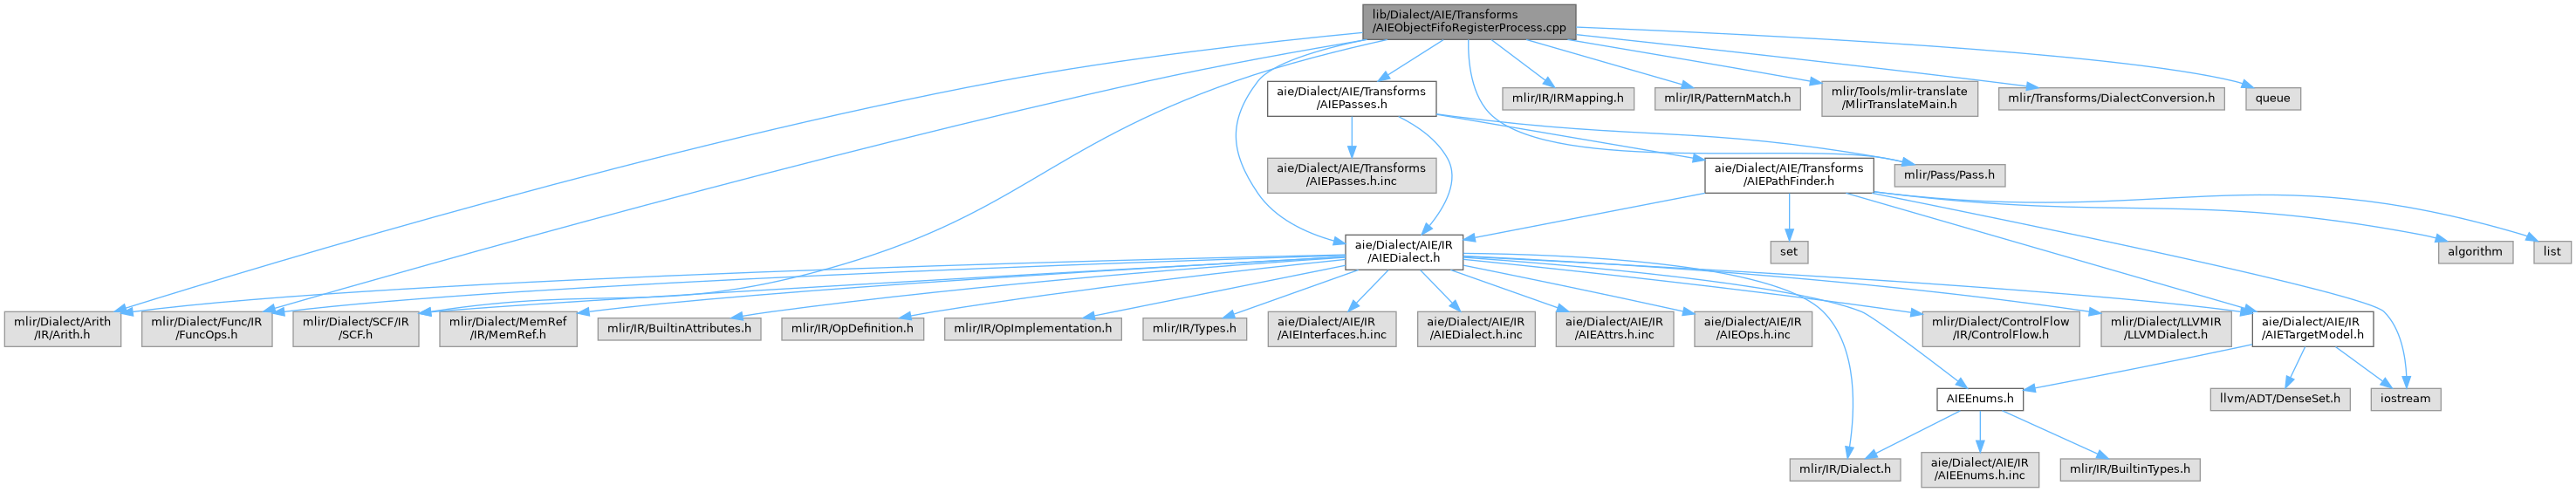 lib/Dialect/AIE/Transforms
/AIEObjectFifoRegisterProcess.cpp
aie/Dialect/AIE/Transforms
/AIEPasses.h
mlir/IR/IRMapping.h
mlir/IR/PatternMatch.h
mlir/Tools/mlir-translate
/MlirTranslateMain.h
mlir/Transforms/DialectConversion.h
queue
aie/Dialect/AIE/Transforms
/AIEPasses.h.inc
aie/Dialect/AIE/Transforms
/AIEPathFinder.h
mlir/Pass/Pass.h
aie/Dialect/AIE/IR
/AIEDialect.h
set
algorithm
list
mlir/Dialect/Arith
/IR/Arith.h
mlir/Dialect/Func/IR
/FuncOps.h
mlir/Dialect/SCF/IR
/SCF.h
mlir/Dialect/MemRef
/IR/MemRef.h
mlir/IR/BuiltinAttributes.h
mlir/IR/OpDefinition.h
mlir/IR/OpImplementation.h
mlir/IR/Types.h
aie/Dialect/AIE/IR
/AIEInterfaces.h.inc
aie/Dialect/AIE/IR
/AIEDialect.h.inc
aie/Dialect/AIE/IR
/AIEAttrs.h.inc
aie/Dialect/AIE/IR
/AIEOps.h.inc
mlir/Dialect/ControlFlow
/IR/ControlFlow.h
mlir/Dialect/LLVMIR
/LLVMDialect.h
aie/Dialect/AIE/IR
/AIETargetModel.h
AIEEnums.h
llvm/ADT/DenseSet.h
iostream
mlir/IR/Dialect.h
aie/Dialect/AIE/IR
/AIEEnums.h.inc
mlir/IR/BuiltinTypes.h